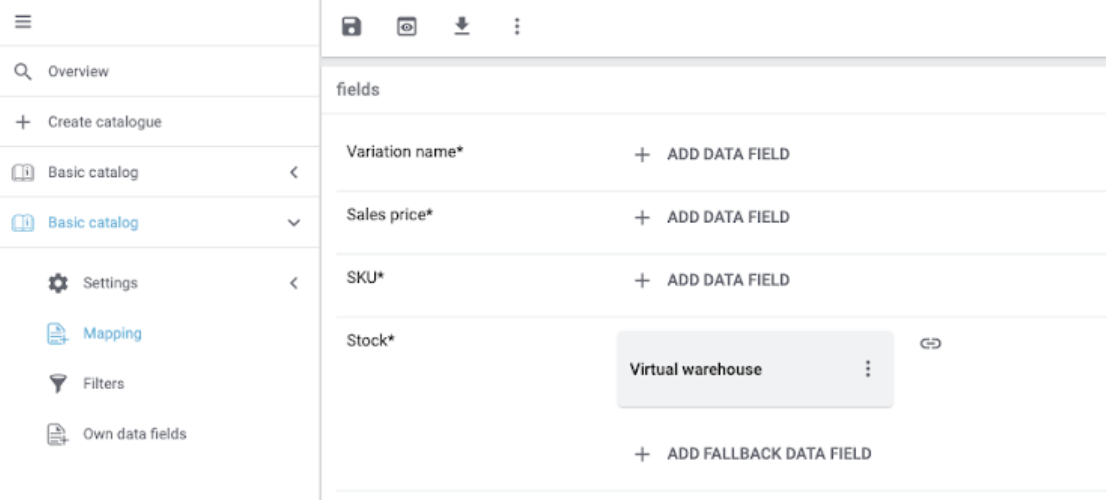 Overview
Create catalogue
Basic catalog
Basic catalog
Settings
Mapping
Filters
Own data fields
fields
Variation name*
ADD DATA FIELD
Sales price*
ADD DATA FIELD
SKU*
ADD DATA FIELD
Stock*
Virtual warehouse
ADD FALLBACK DATA FIELD